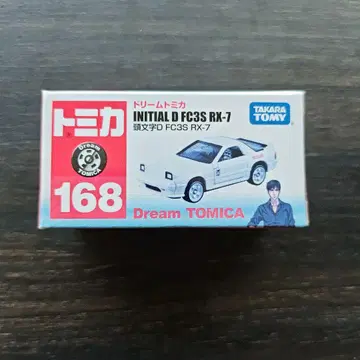 トミカ
Dream
TOMICA
168
ドリームトミカ
INITIAL D FC3S RX-7
頭文字D FC3S RX-7
TAKARA
TOMY
Dream TOMICA